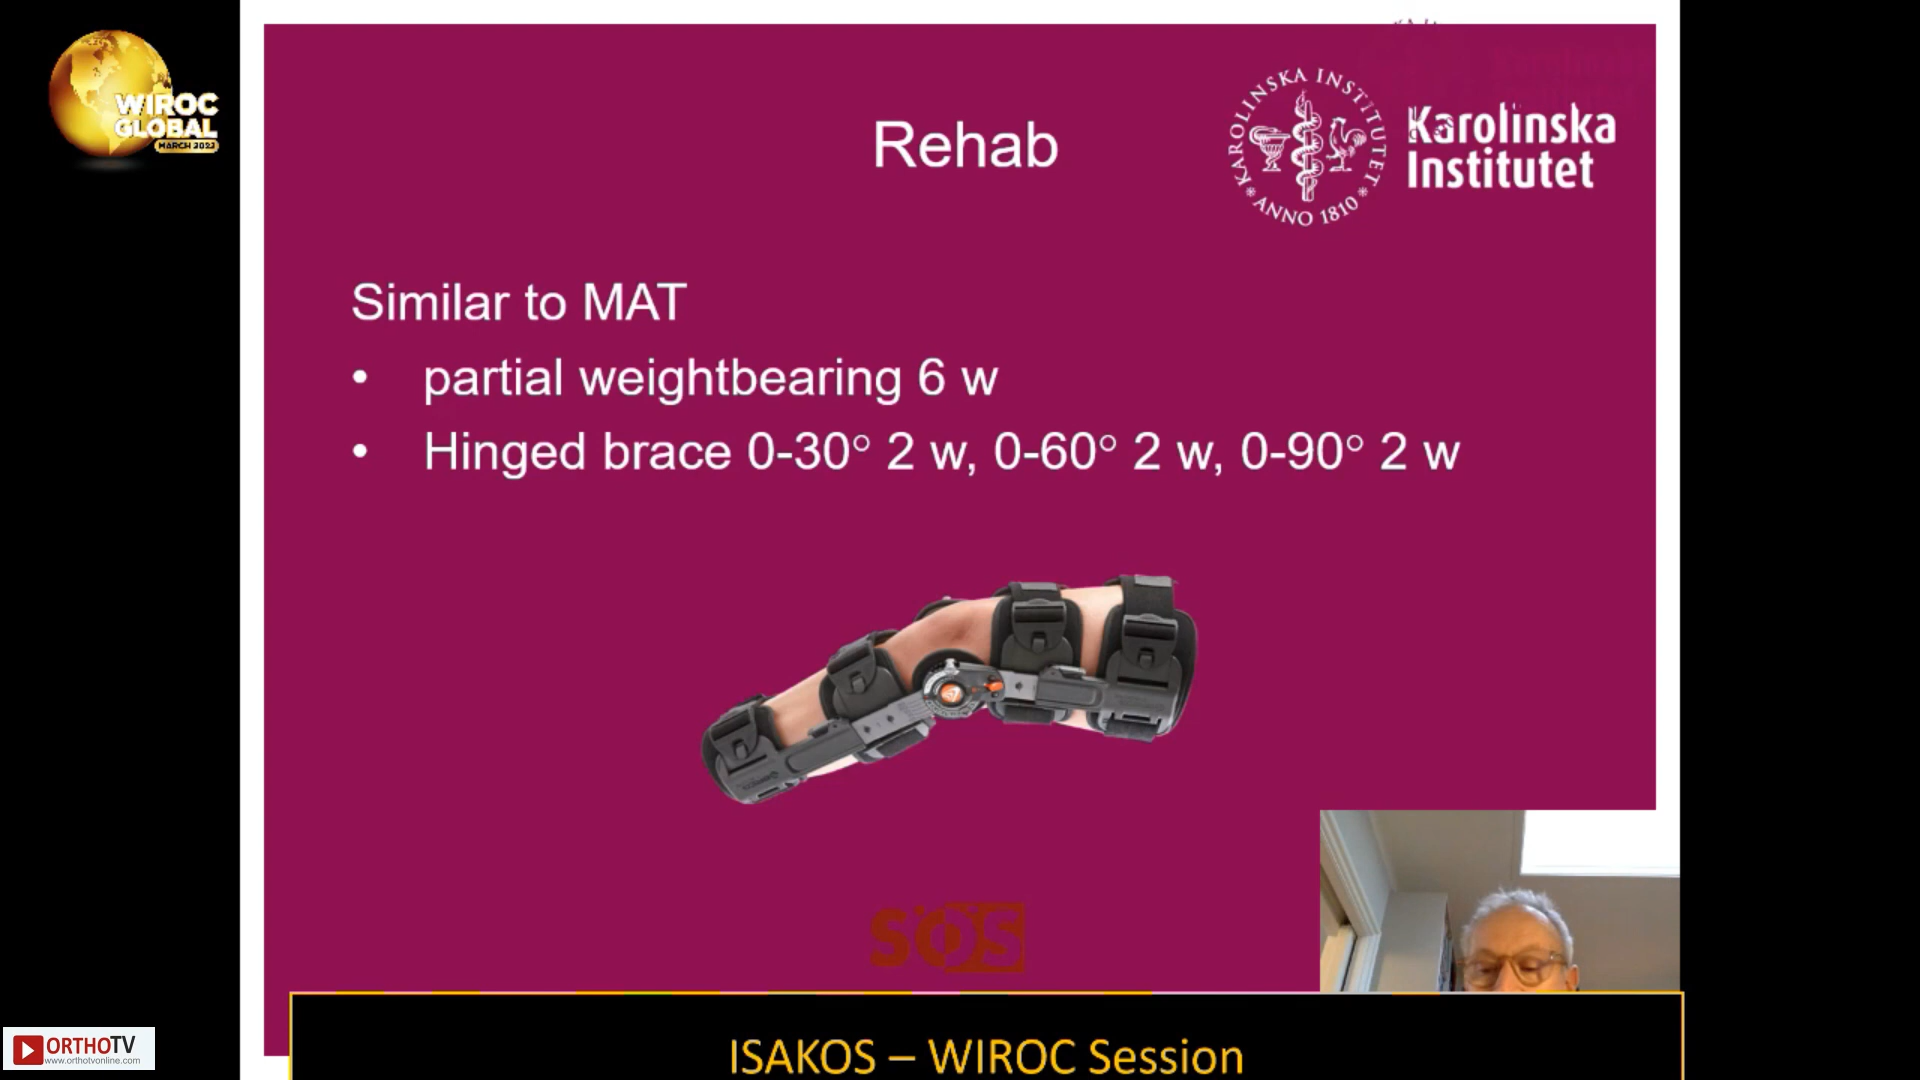 WIROC
GLOBAL
MARCH 2022
Rehab
KAROLINSKA INSTITUTET
ANNO 1810
Karolinska
Institutet
Similar to MAT
• partial weightbearing 6 w
• Hinged brace 0-30° 2 w, 0-60° 2 w, 0-90° 2 w
SÖS
ORTHOTV
www.orthotvonline.com
ISAKOS – WIROC Session